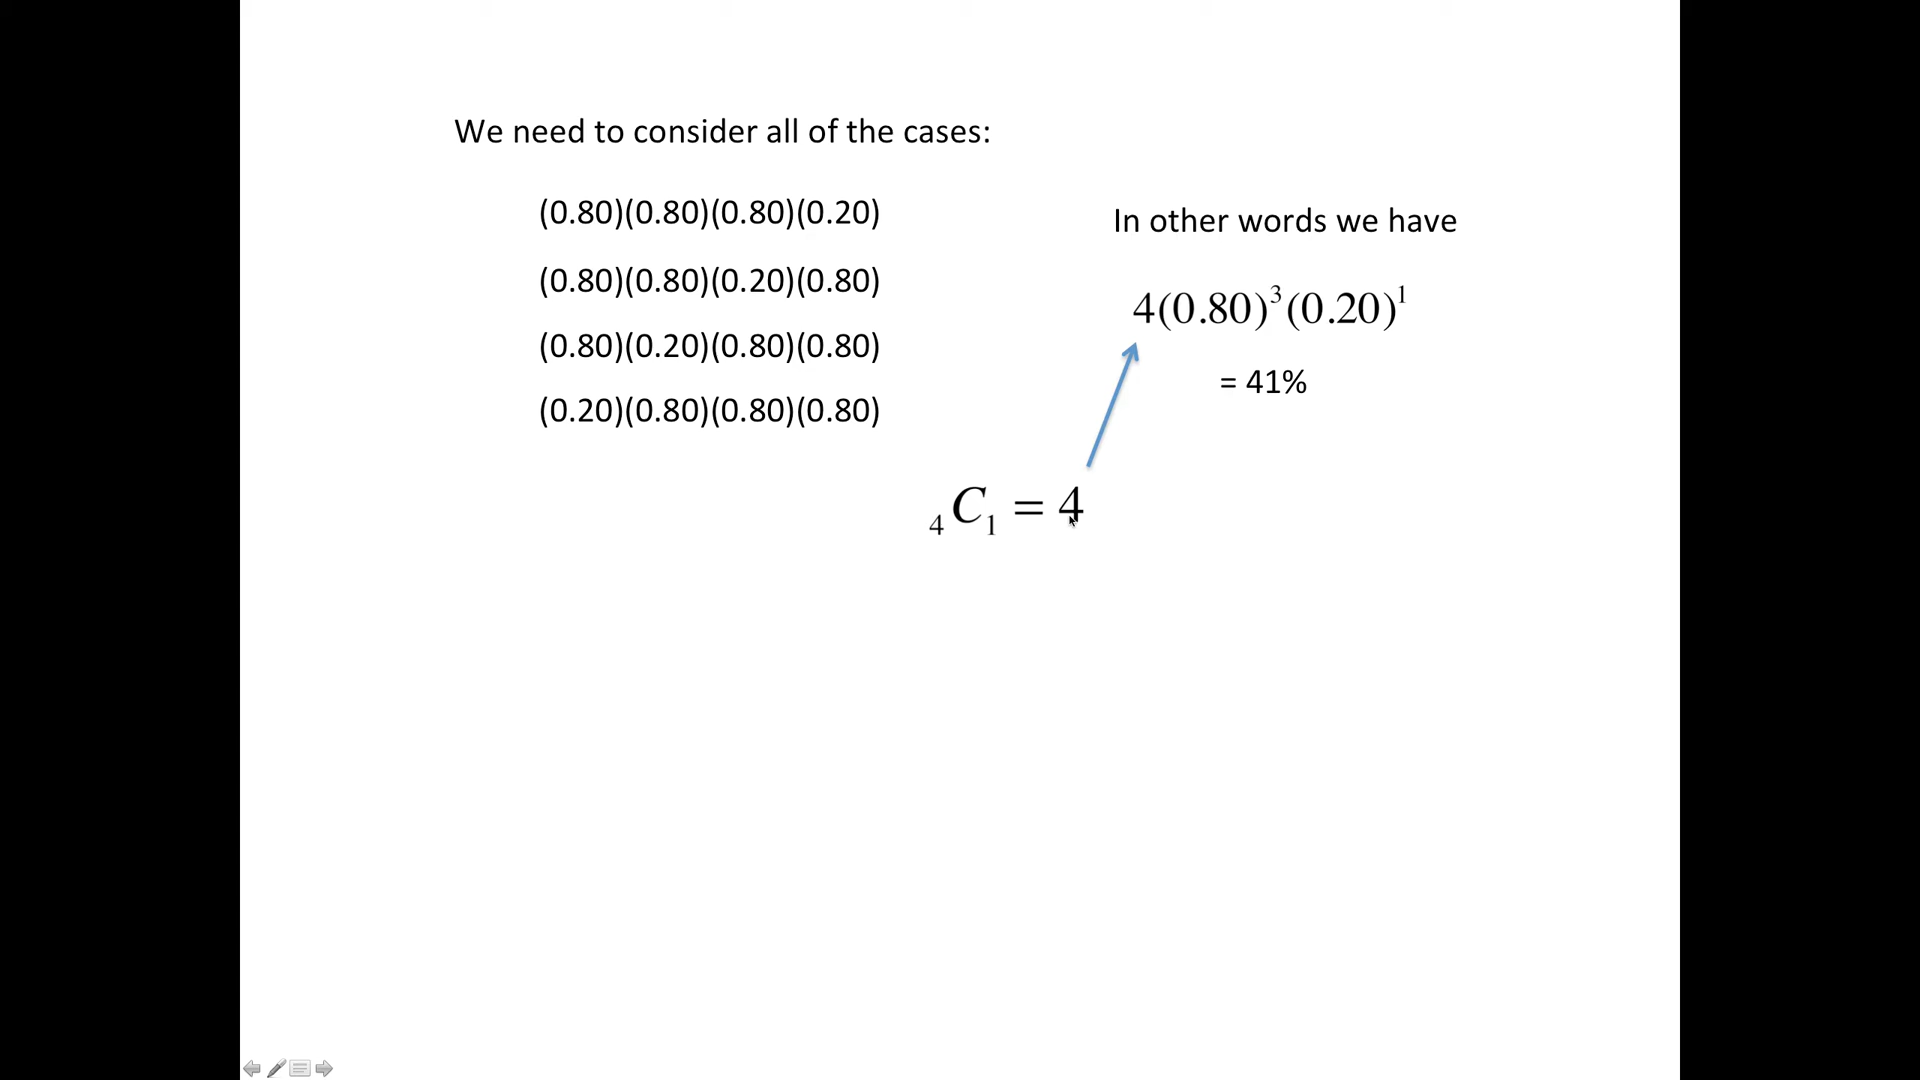 We need to consider all of the cases:
(0.80)(0.80)(0.80)(0.20)
(0.80)(0.80)(0.20)(0.80)
(0.80)(0.20)(0.80)(0.80)
(0.20)(0.80)(0.80)(0.80)
In other words we have
4(0.80)³(0.20)¹
= 41%
₄C₁ = 4